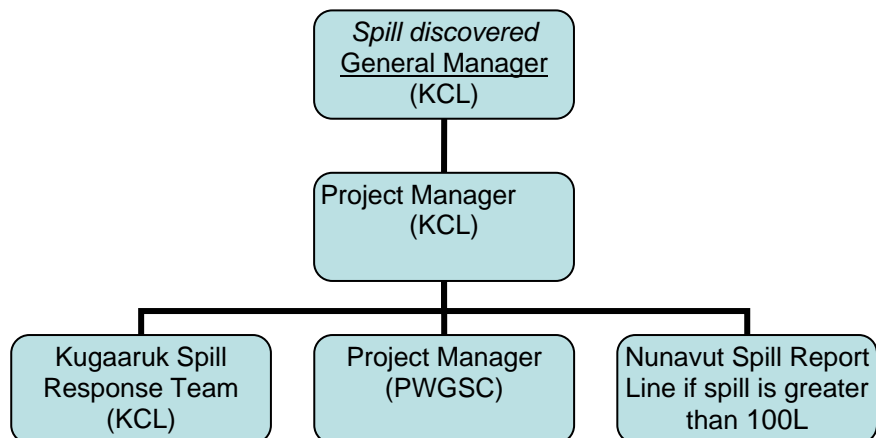 Spill discovered
General Manager
(KCL)
Project Manager
(KCL)
Kugaaruk Spill
Response Team
(KCL)
Project Manager
(PWGSC)
Nunavut Spill Report
Line if spill is greater
than 100L